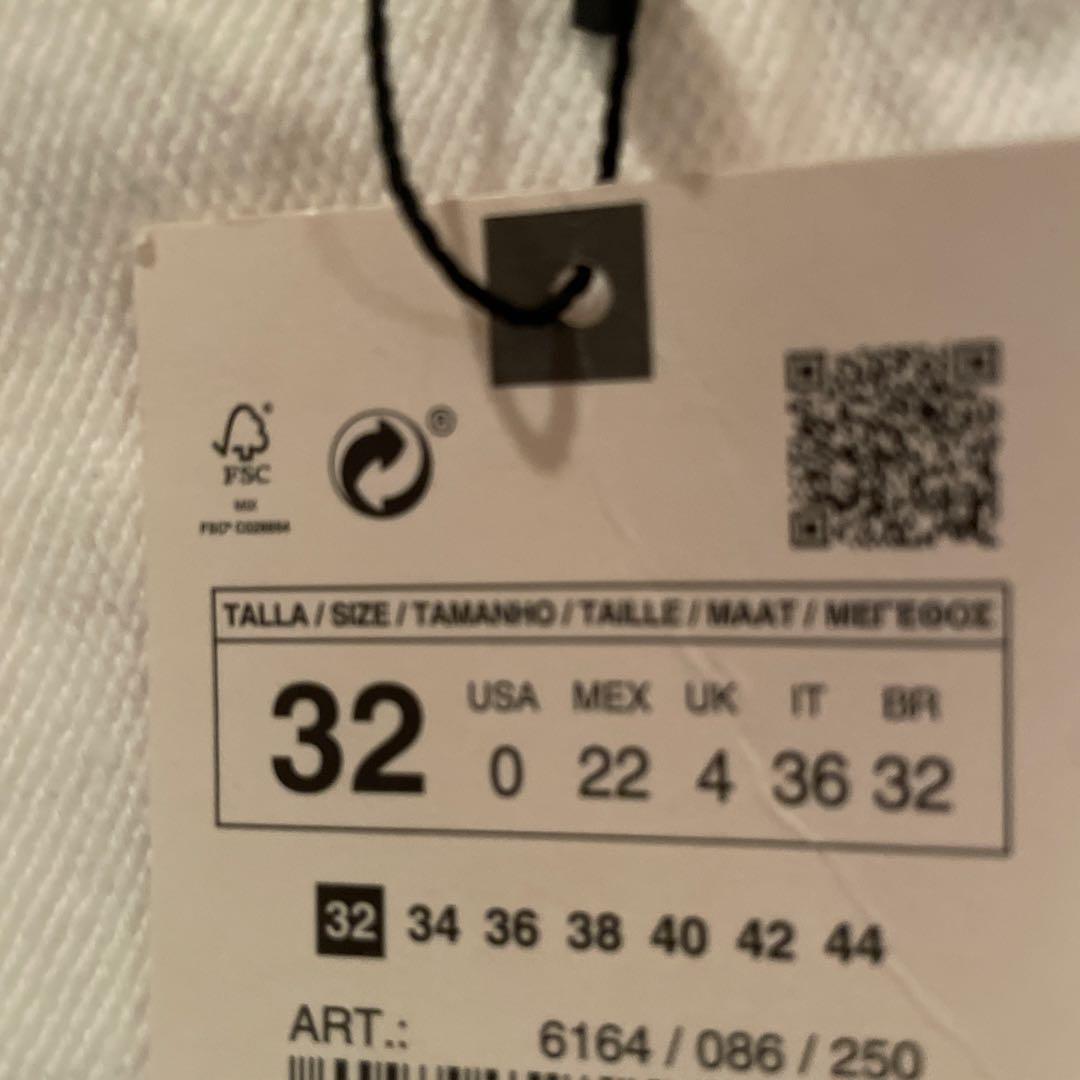 FSC
MIX
TALLA / SIZE / TAMANHO / TAILLE / MAAT / ΜΕΓΕΘΟΣ
32
USA MEX UK IT BR
0 22 4 36 32
32 34 36 38 40 42 44
ART.: 6164 / 086 / 250